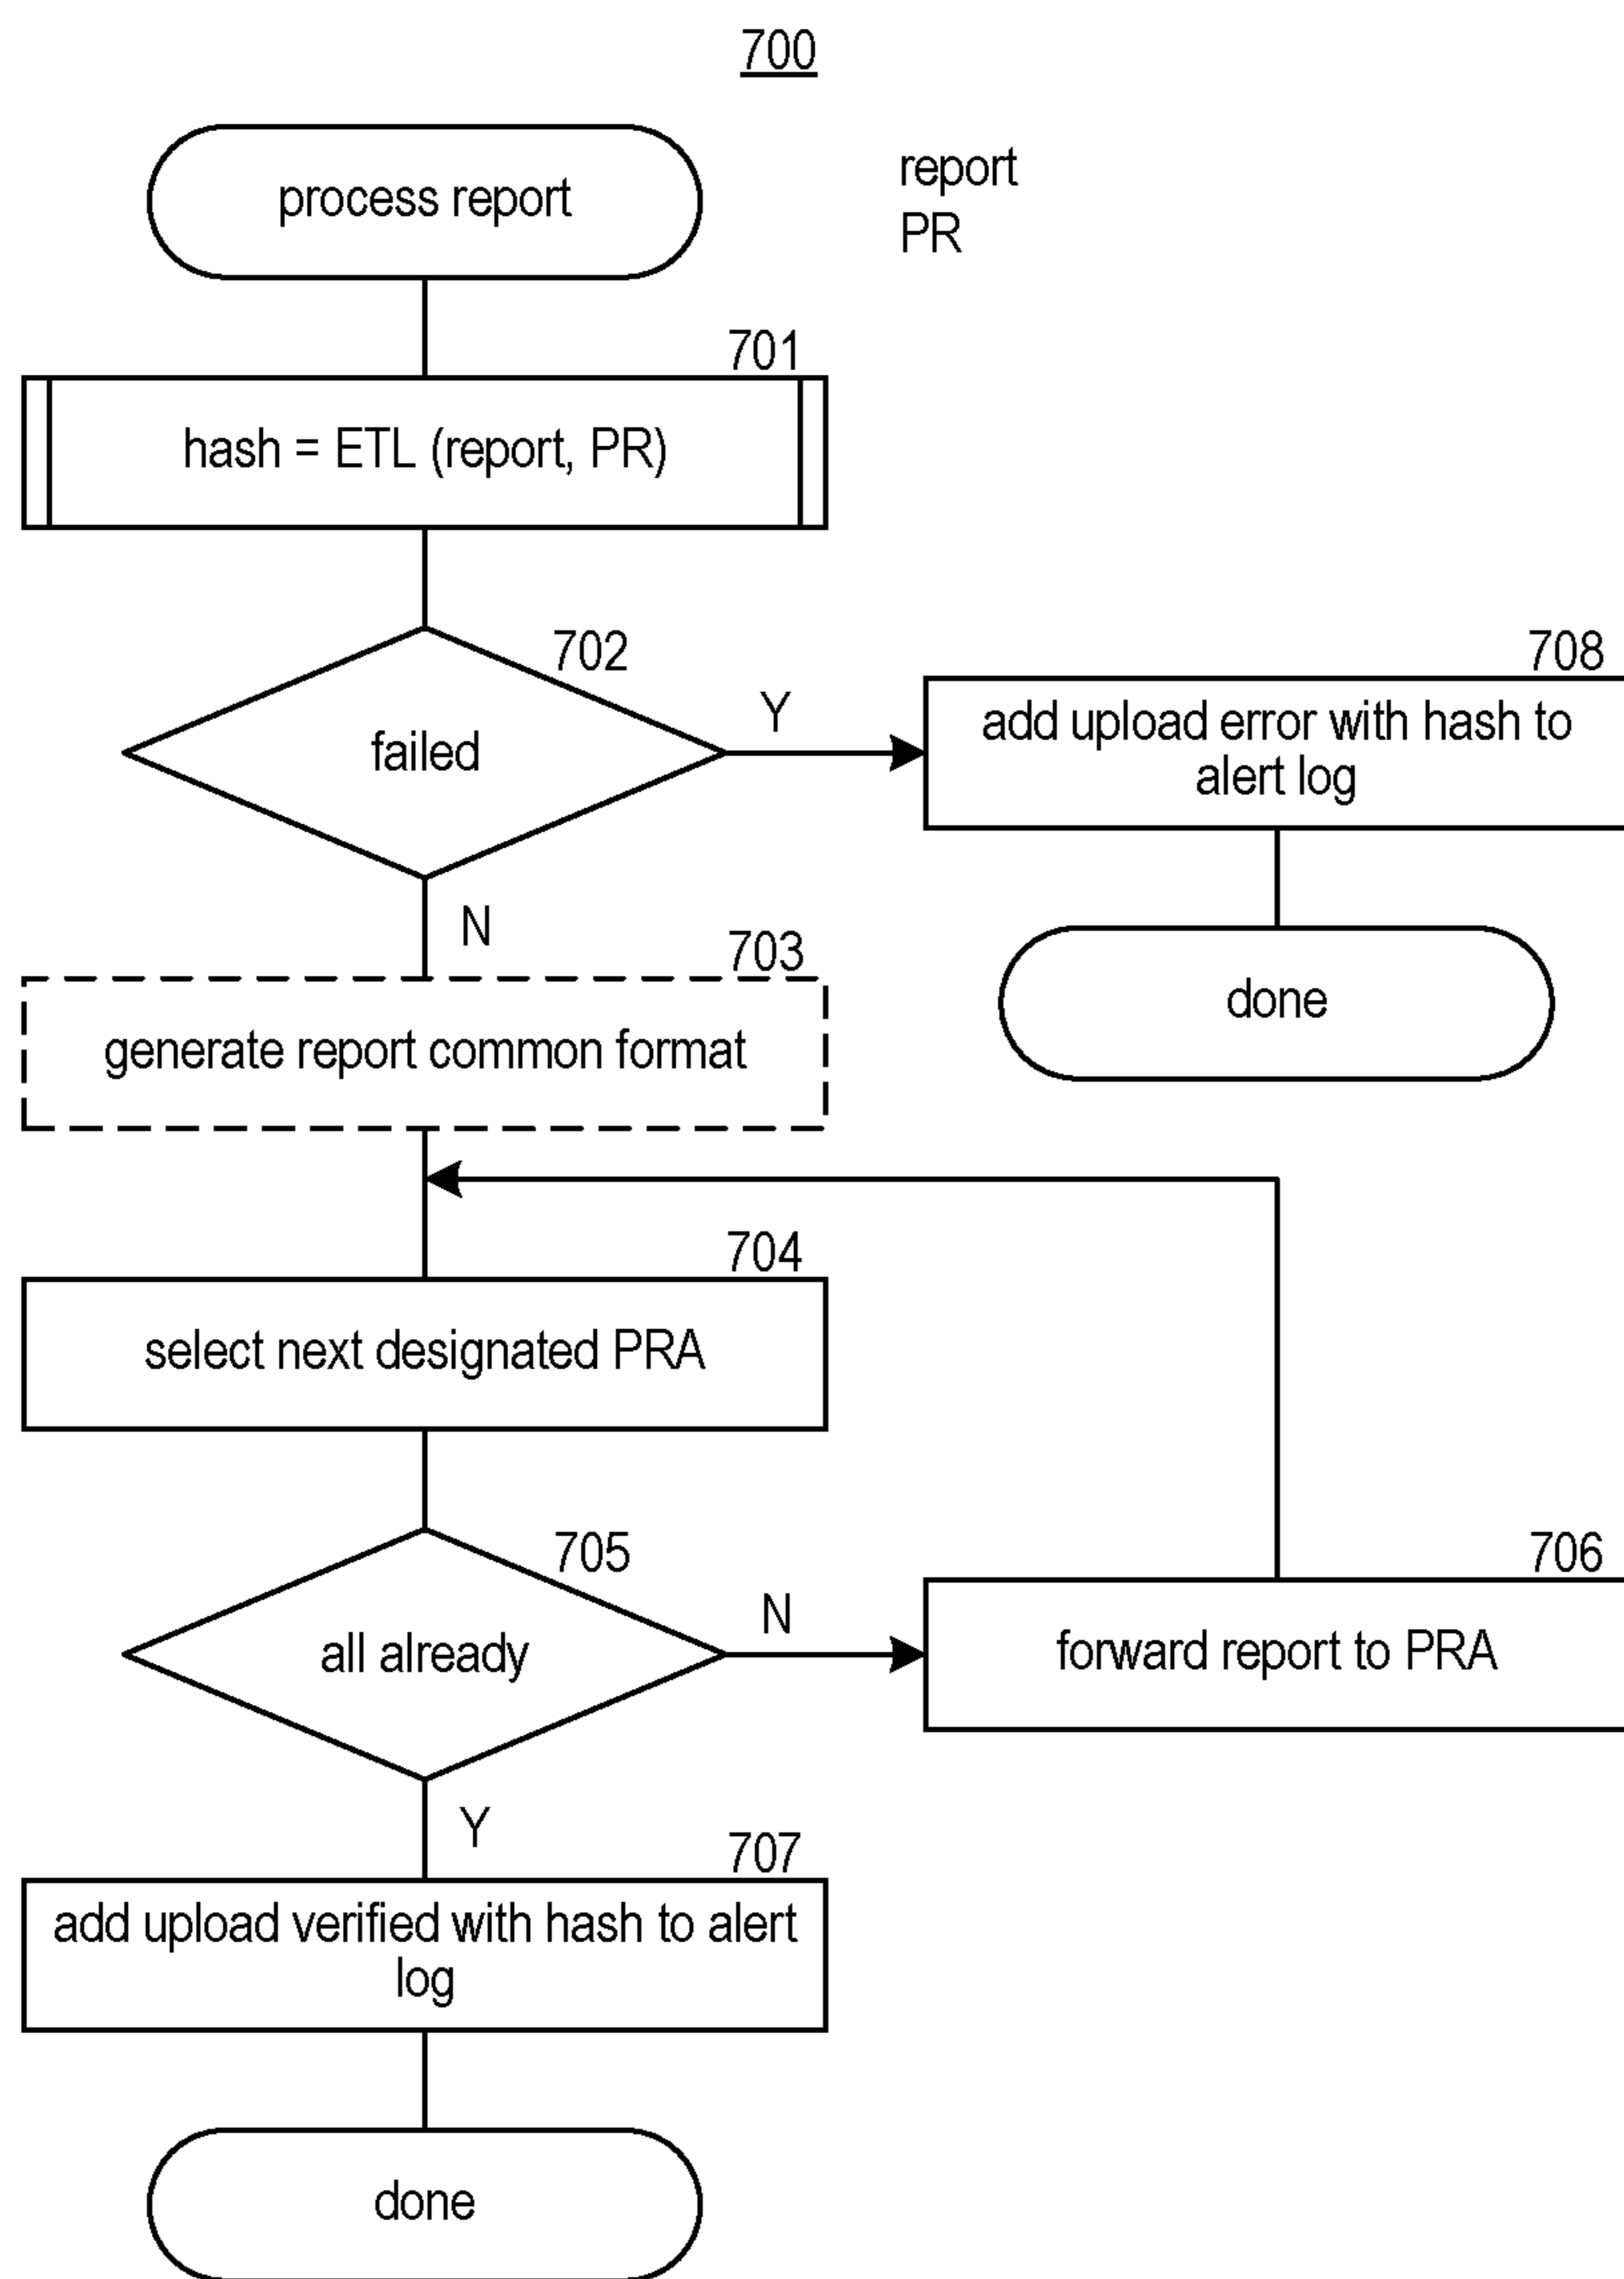 700
process report
report
PR
701
hash = ETL (report, PR)
702
failed
Y
708
add upload error with hash to
alert log
N
703
generate report common format
done
704
select next designated PRA
705
all already
N
706
forward report to PRA
Y
707
add upload verified with hash to alert
log
done